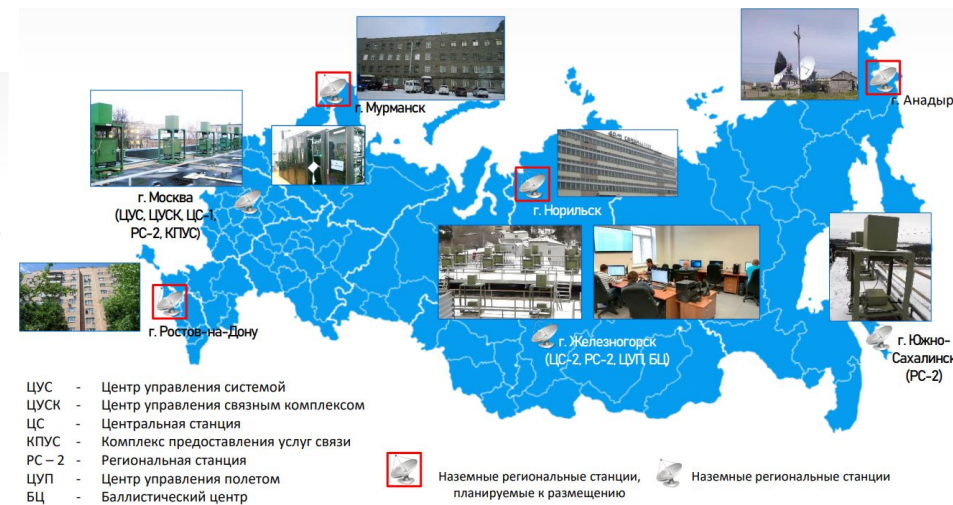 г. Мурманск
г. Анадыр
г. Москва
(ЦУС, ЦУСК, ЦС-1,
РС-2, КПУС)
г. Норильск
г. Ростов-на-Дону
г. Железногорск
(ЦС-2, РС-2, ЦУП, БЦ)
г. Южно-
Сахалинск
(РС-2)
ЦУС - Центр управления системой
ЦУСК - Центр управления связным комплексом
ЦС - Центральная станция
КПУС - Комплекс предоставления услуг связи
РС – 2 - Региональная станция
ЦУП - Центр управления полетом
БЦ - Баллистический центр
Наземные региональные станции,
планируемые к размещению
Наземные региональные станции